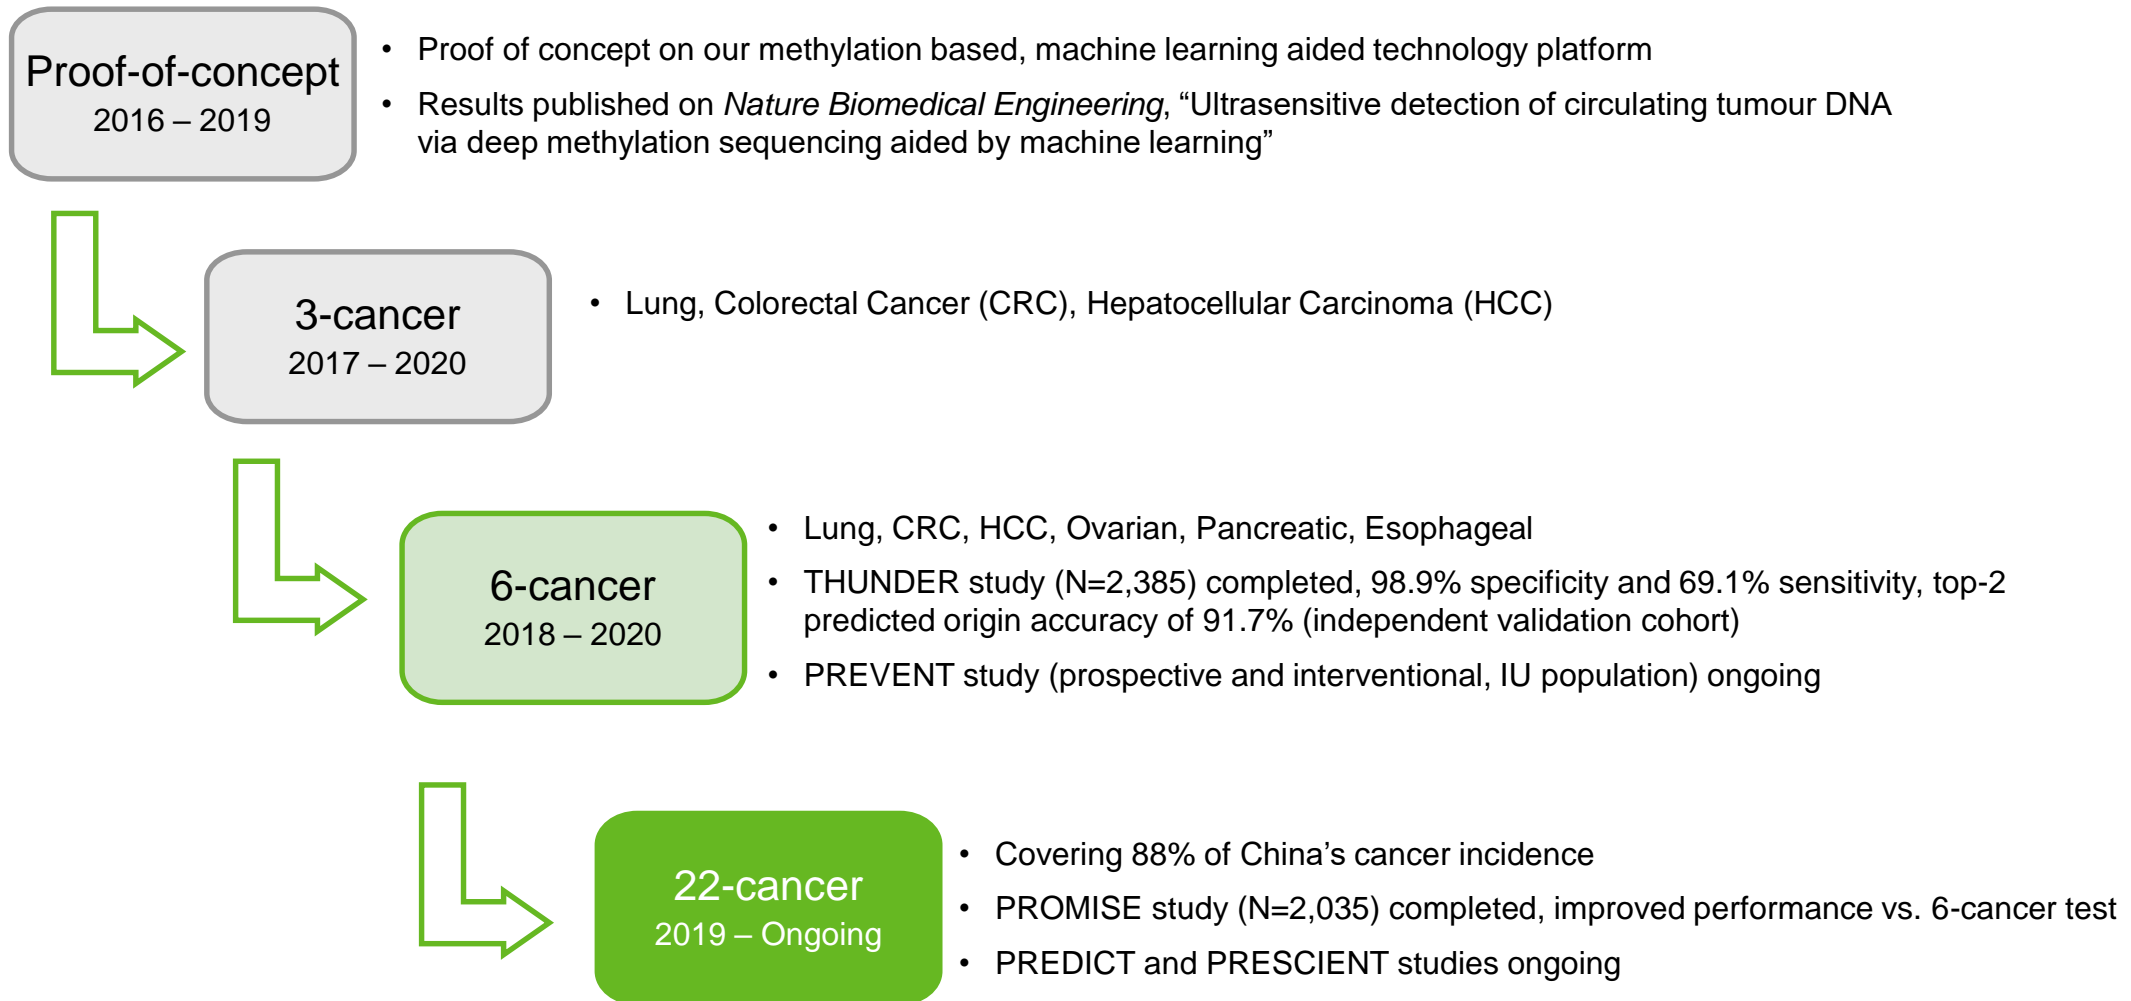 Proof-of-concept
2016 – 2019
• Proof of concept on our methylation based, machine learning aided technology platform
• Results published on Nature Biomedical Engineering, “Ultrasensitive detection of circulating tumour DNA
via deep methylation sequencing aided by machine learning”
3-cancer
2017 – 2020
• Lung, Colorectal Cancer (CRC), Hepatocellular Carcinoma (HCC)
6-cancer
2018 – 2020
• Lung, CRC, HCC, Ovarian, Pancreatic, Esophageal
• THUNDER study (N=2,385) completed, 98.9% specificity and 69.1% sensitivity, top-2
predicted origin accuracy of 91.7% (independent validation cohort)
• PREVENT study (prospective and interventional, IU population) ongoing
22-cancer
2019 – Ongoing
• Covering 88% of China’s cancer incidence
• PROMISE study (N=2,035) completed, improved performance vs. 6-cancer test
• PREDICT and PRESCIENT studies ongoing